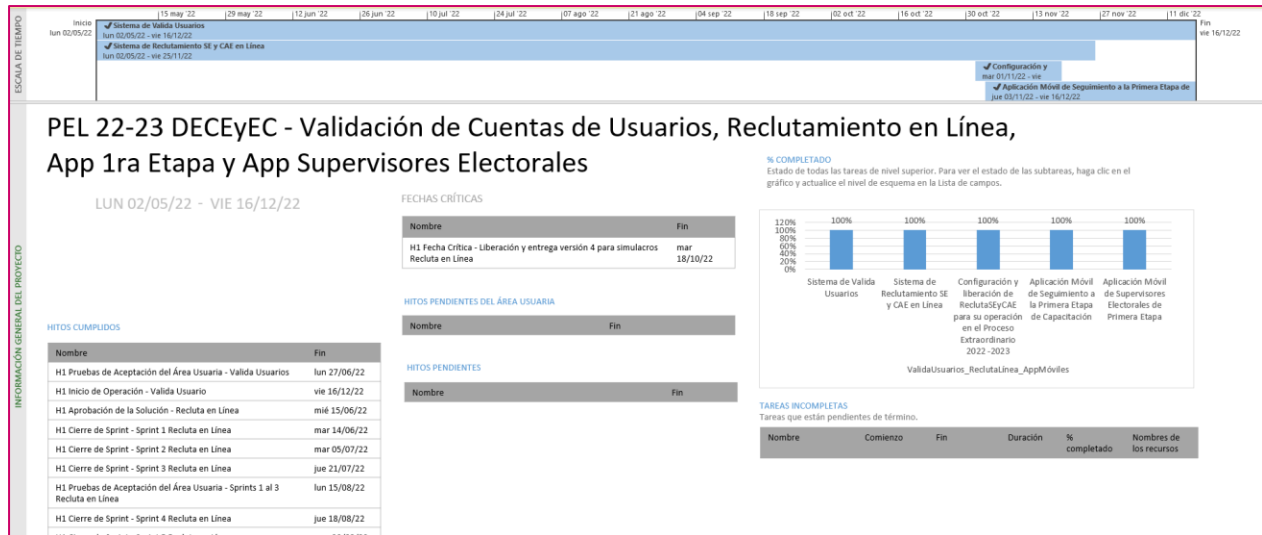 ESCALA DE TIEMPO
15 may '22
29 may '22
12 jun '22
26 jun '22
10 jul '22
24 jul '22
07 ago '22
21 ago '22
04 sep '22
18 sep '22
02 oct '22
16 oct '22
30 oct '22
13 nov '22
27 nov '22
11 dic '22
Inicio
lun 02/05/22
Sistema de Valida Usuarios
lun 02/05/22 - vie 16/12/22
Sistema de Reclutamiento SE y CAE en Línea
lun 02/05/22 - vie 25/11/22
Configuración y
mar 01/11/22 - vie
Aplicación Móvil de Seguimiento a la Primera Etapa de
jue 03/11/22 - vie 16/12/22
Fin
vie 16/12/22
INFORMACIÓN GENERAL DEL PROYECTO
PEL 22-23 DECEyEC - Validación de Cuentas de Usuarios, Reclutamiento en Línea,
App 1ra Etapa y App Supervisores Electorales
LUN 02/05/22 - VIE 16/12/22
HITOS CUMPLIDOS
Nombre Fin
H1 Pruebas de Aceptación del Área Usuaria - Valida Usuarios lun 27/06/22
H1 Inicio de Operación - Valida Usuario vie 16/12/22
H1 Aprobación de la Solución - Recluta en Línea mié 15/06/22
H1 Cierre de Sprint - Sprint 1 Recluta en Línea mar 14/06/22
H1 Cierre de Sprint - Sprint 2 Recluta en Línea mar 05/07/22
H1 Cierre de Sprint - Sprint 3 Recluta en Línea jue 21/07/22
H1 Pruebas de Aceptación del Área Usuaria - Sprints 1 al 3 lun 15/08/22
Recluta en Línea
H1 Cierre de Sprint - Sprint 4 Recluta en Línea jue 18/08/22
FECHAS CRÍTICAS
Nombre Fin
H1 Fecha Crítica - Liberación y entrega versión 4 para simulacros mar
Recluta en Línea 18/10/22
HITOS PENDIENTES DEL ÁREA USUARIA
Nombre Fin
HITOS PENDIENTES
Nombre Fin
% COMPLETADO
Estado de todas las tareas de nivel superior. Para ver el estado de las subtareas, haga clic en el
gráfico y actualice el nivel de esquema en la Lista de campos.
120%
100%
80%
60%
40%
20%
0%
100% 100% 100% 100% 100%
Sistema de Valida
Usuarios
Sistema de
Reclutamiento SE
y CAE en Línea
Configuración y
liberación de
ReclutaSEyCAE
para su operación
en el Proceso
Extraordinario
2022 -2023
Aplicación Móvil
de Seguimiento a
la Primera Etapa
de Capacitación
Aplicación Móvil
de Supervisores
Electorales de
Primera Etapa
ValidaUsuarios_ReclutaLínea_AppMóviles
TAREAS INCOMPLETAS
Tareas que están pendientes de término.
Nombre Comienzo Fin Duración % Nombres de
completado los recursos